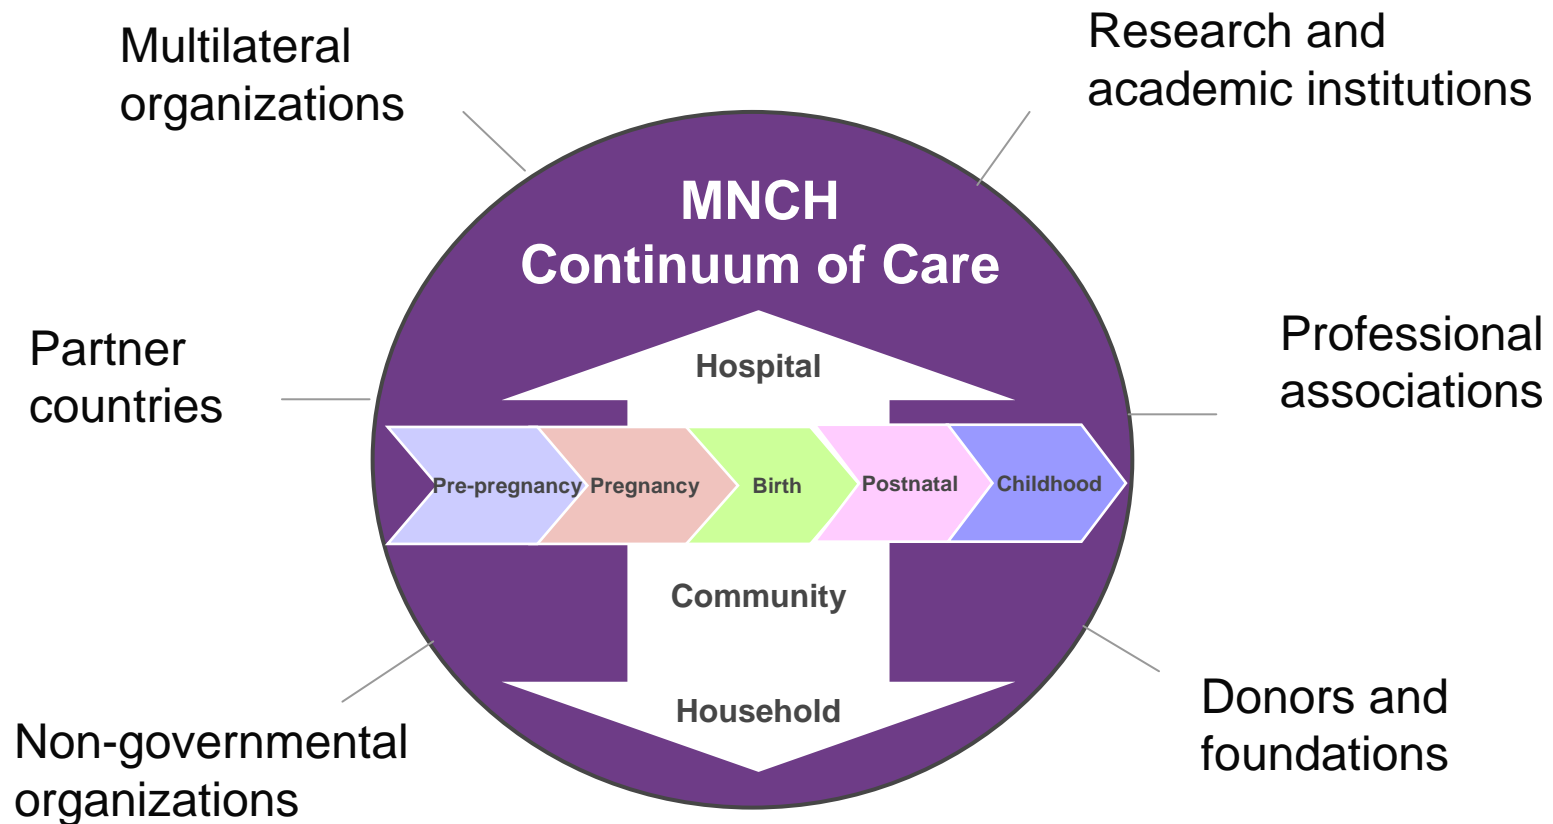 Multilateral
organizations
Research and
academic institutions
MNCH
Continuum of Care
Partner
countries
Hospital
Professional
associations
Pre-pregnancy
Pregnancy
Birth
Postnatal
Childhood
Community
Household
Non-governmental
organizations
Donors and
foundations